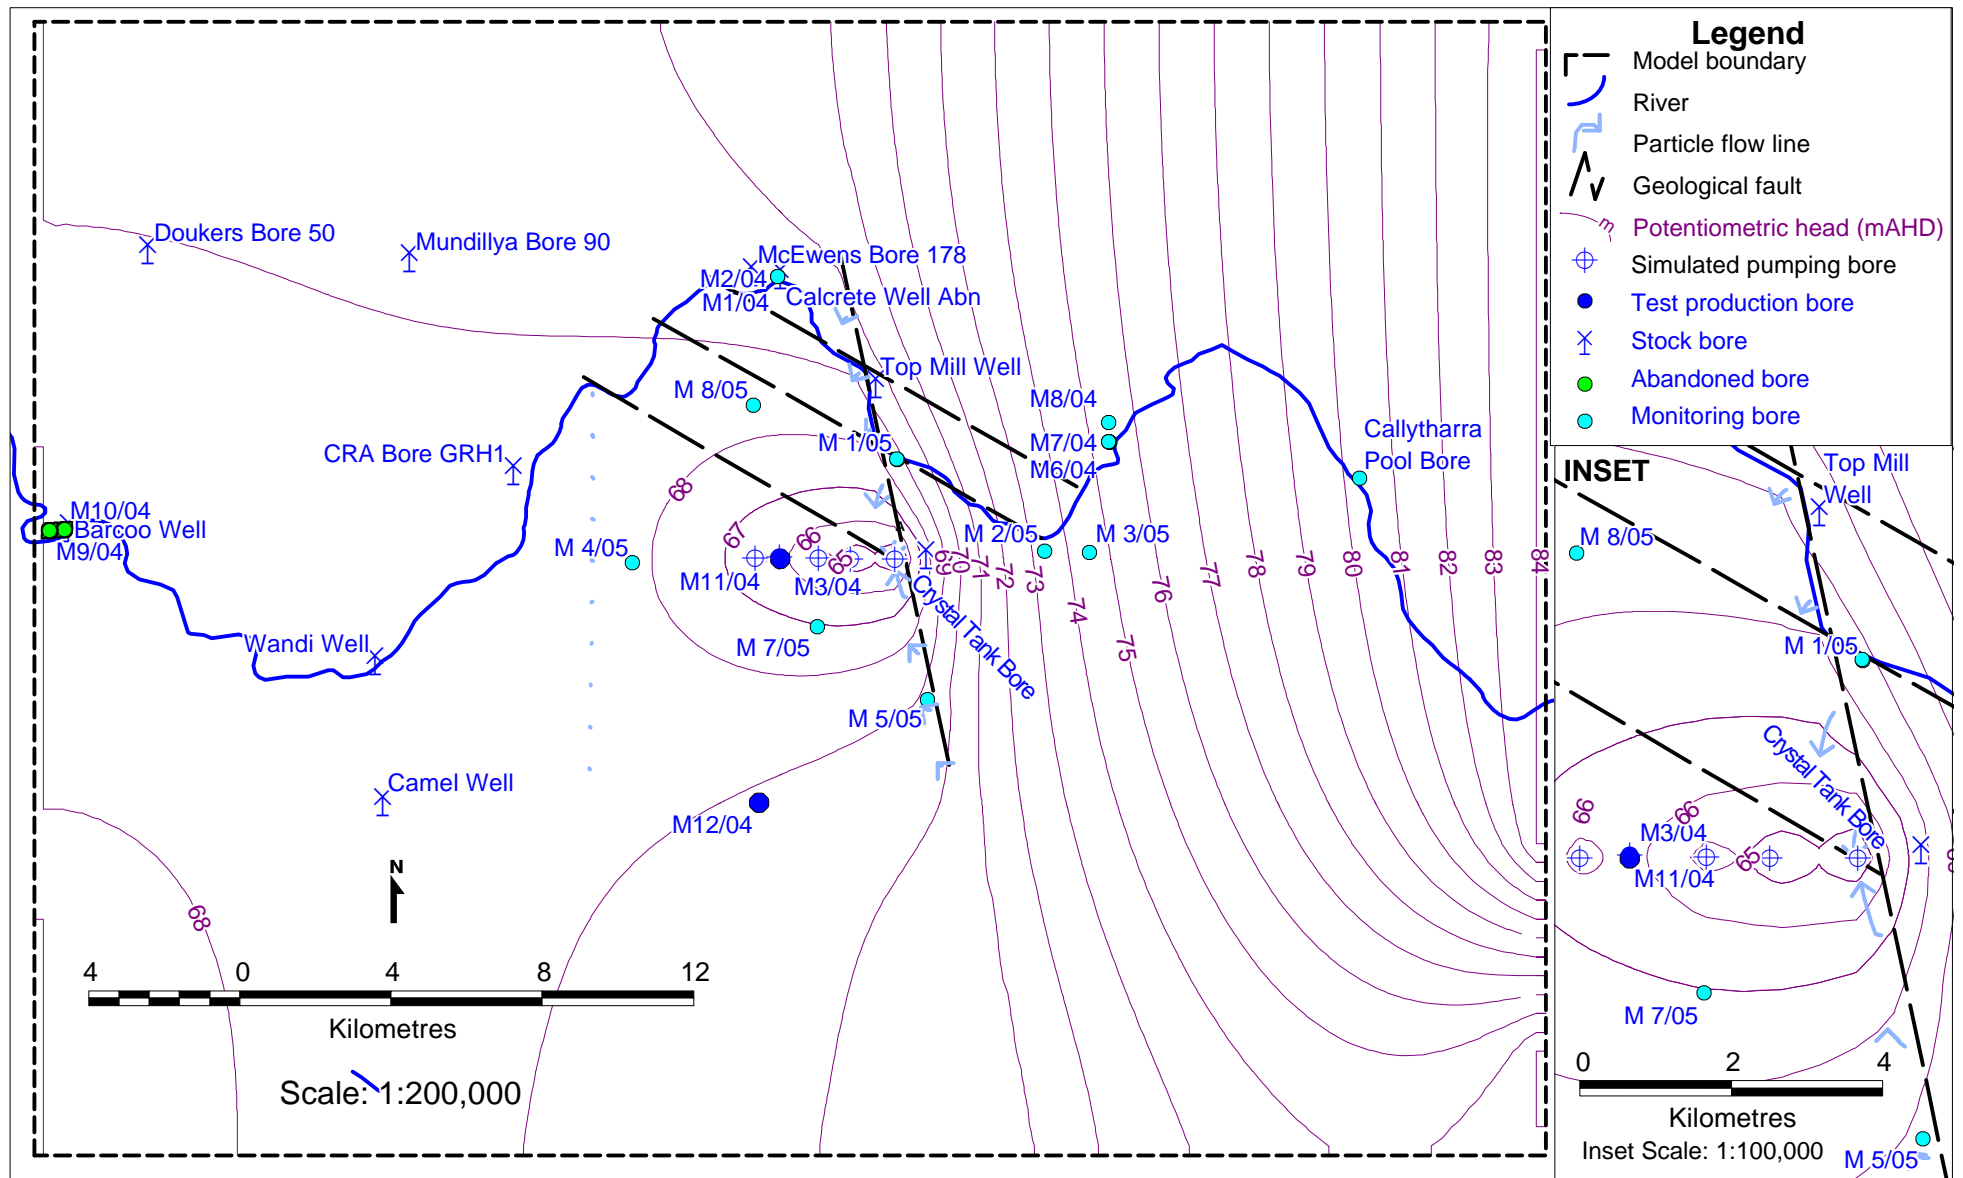 Legend
Model boundary
River
Particle flow line
Geological fault
m
Potentiometric head (mAHD)
Simulated pumping bore
Test production bore
Stock bore
Abandoned bore
Monitoring bore
Doukers Bore 50
Mundillya Bore 90
McEwens Bore 178
M2/04
M1/04
Calcrete Well Abn
Top Mill Well
M 8/05
M8/04
M7/04
M6/04
Callytharra
Pool Bore
M 1/05
CRA Bore GRH1
68
67
66
65
M10/04
Barcoo Well
M9/04
M 4/05
M11/04
M3/04
M 2/05
M 3/05
69
70
71
72
73
74
75
76
77
78
79
80
81
82
83
84
Crystal Tank Bore
Wandi Well
M 7/05
M 5/05
Camel Well
M12/04
N
68
4 0 4 8 12
Kilometres
Scale: 1:200,000
INSET
Top Mill
Well
M 8/05
M 1/05
Crystal Tank Bore
66
66
M3/04
65
M11/04
M 7/05
0 2 4
Kilometres
Inset Scale: 1:100,000
M 5/05